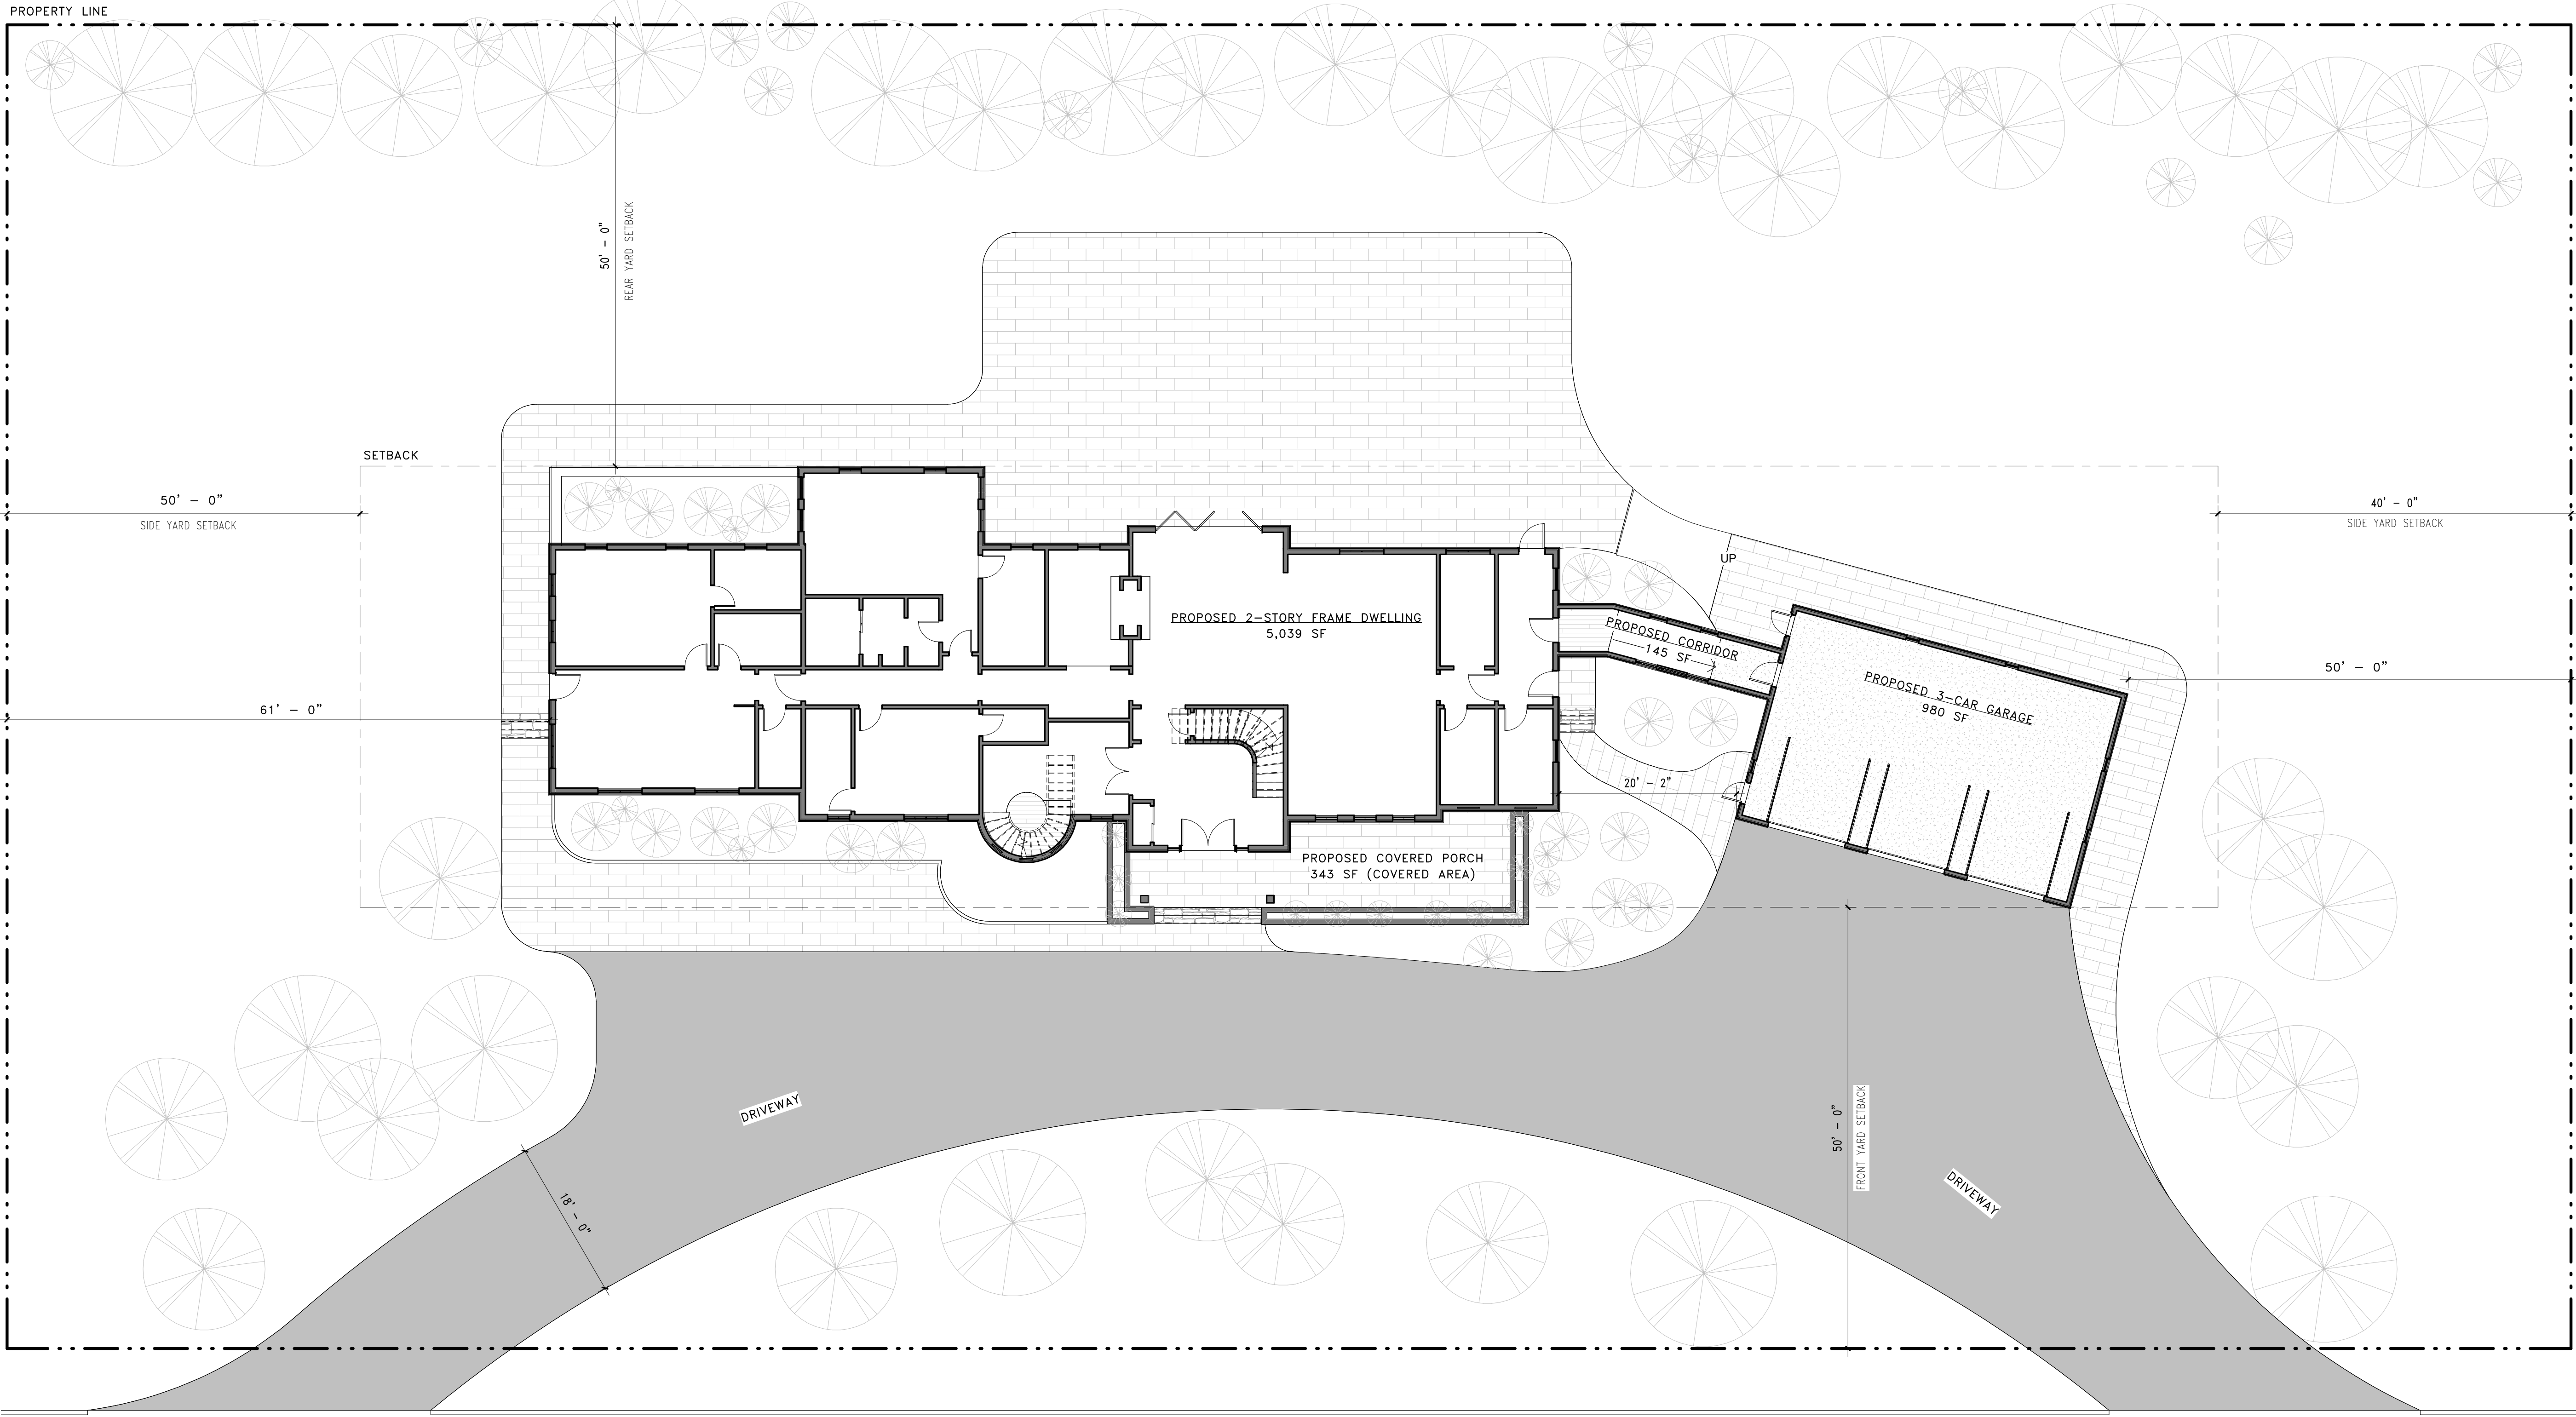 PROPERTY LINE
50' - 0"
REAR YARD SETBACK
SETBACK
50' - 0"
SIDE YARD SETBACK
40' - 0"
SIDE YARD SETBACK
UP
PROPOSED 2-STORY FRAME DWELLING
5,039 SF
PROPOSED CORRIDOR
145 SF
50' - 0"
PROPOSED 3-CAR GARAGE
980 SF
61' - 0"
20' - 2"
PROPOSED COVERED PORCH
343 SF (COVERED AREA)
DRIVEWAY
50' - 0"
FRONT YARD SETBACK
DRIVEWAY
18' - 0"